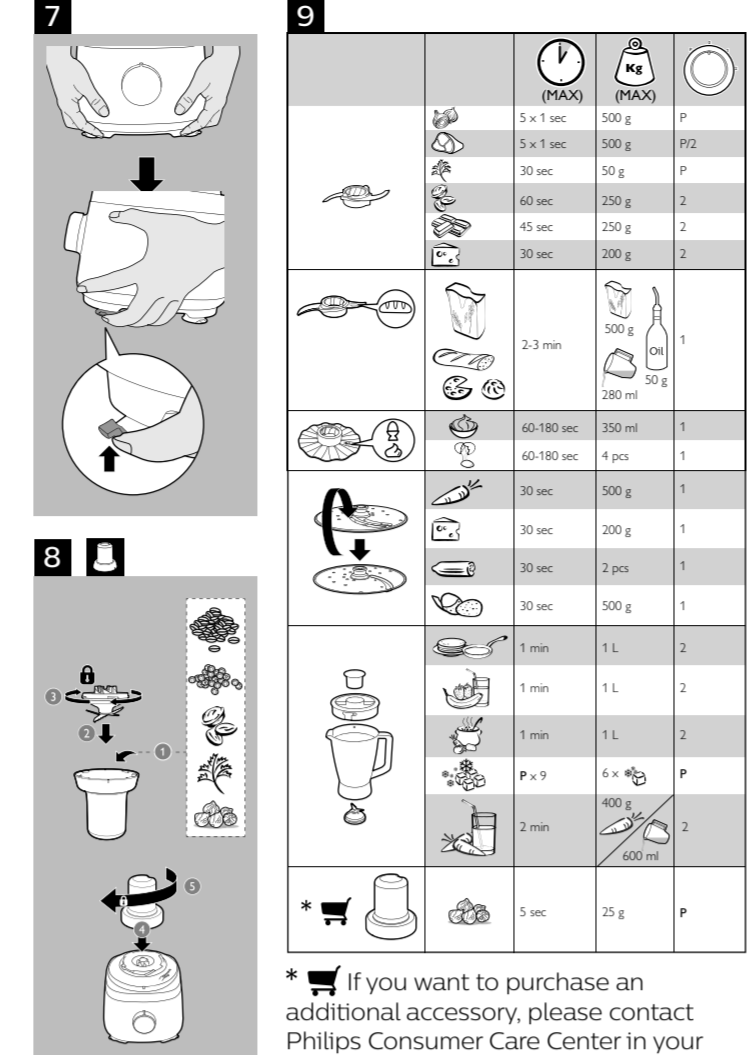 7
8
3
2
1
5
4
9
(MAX) Kg (MAX)
5 x 1 sec 500 g P
5 x 1 sec 500 g P/2
30 sec 50 g P
60 sec 250 g 2
45 sec 250 g 2
30 sec 200 g 2
2-3 min 500 g Oil 280 ml 50 g 1
60-180 sec 350 ml 1
60-180 sec 4 pcs 1
30 sec 500 g 1
30 sec 200 g 1
30 sec 2 pcs 1
30 sec 500 g 1
1 min 1 L 2
1 min 1 L 2
1 min 1 L 2
P x 9 6 x P
2 min 400 g 600 ml 2
* 5 sec 25 g P
* If you want to purchase an
additional accessory, please contact
Philips Consumer Care Center in your